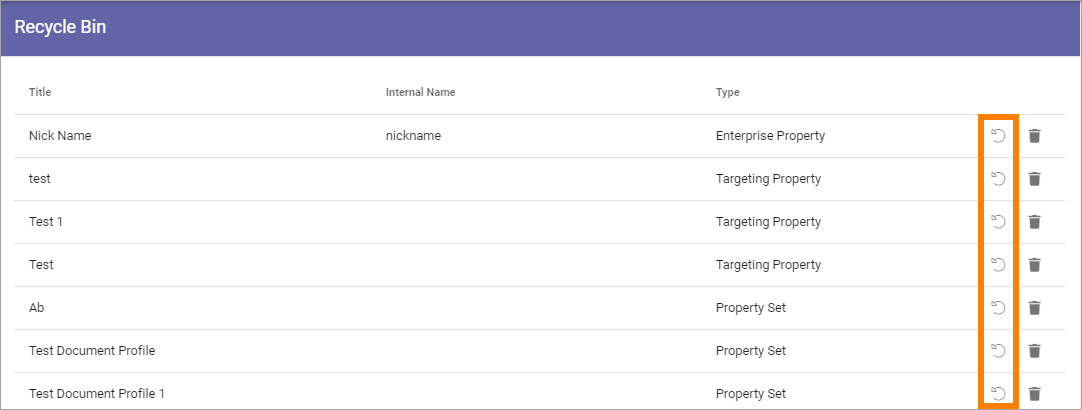 Recycle Bin
Title Internal Name Type
Nick Name nickname Enterprise Property
test Targeting Property
Test 1 Targeting Property
Test Targeting Property
Ab Property Set
Test Document Profile Property Set
Test Document Profile 1 Property Set